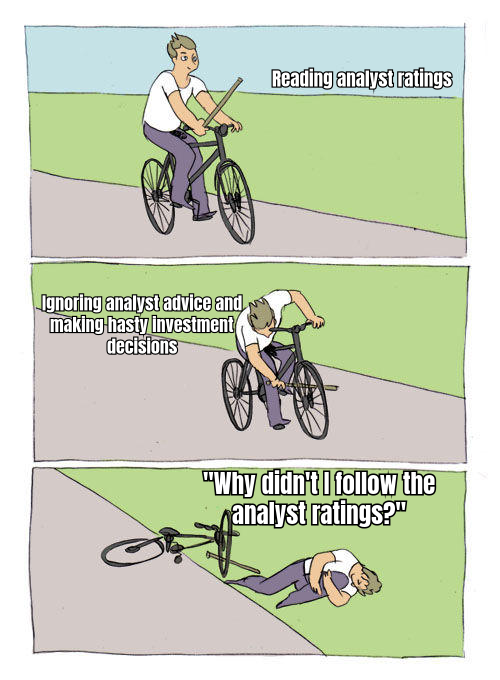 Reading analyst ratings
Ignoring analyst advice and
making hasty investment
decisions
"Why didn't I follow the
analyst ratings?"